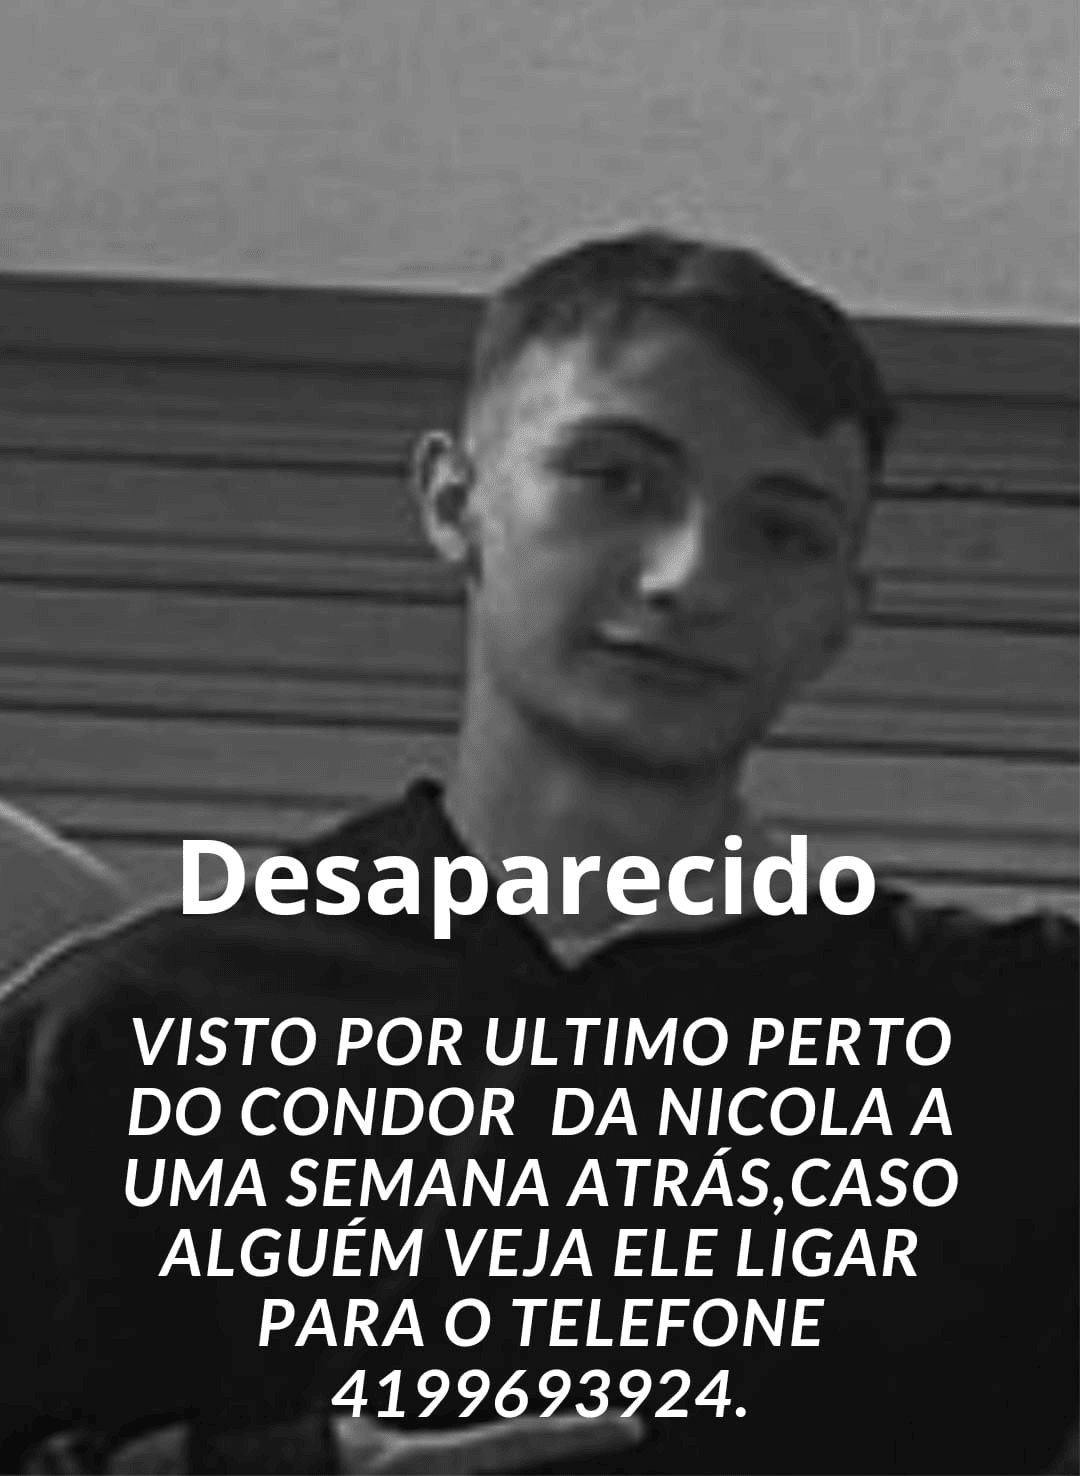 Desaparecido
VISTO POR ULTIMO PERTO
DO CONDOR  DA NICOLA A
UMA SEMANA ATRÁS,CASO
ALGUÉM VEJA ELE LIGAR
PARA O TELEFONE
4199693924.